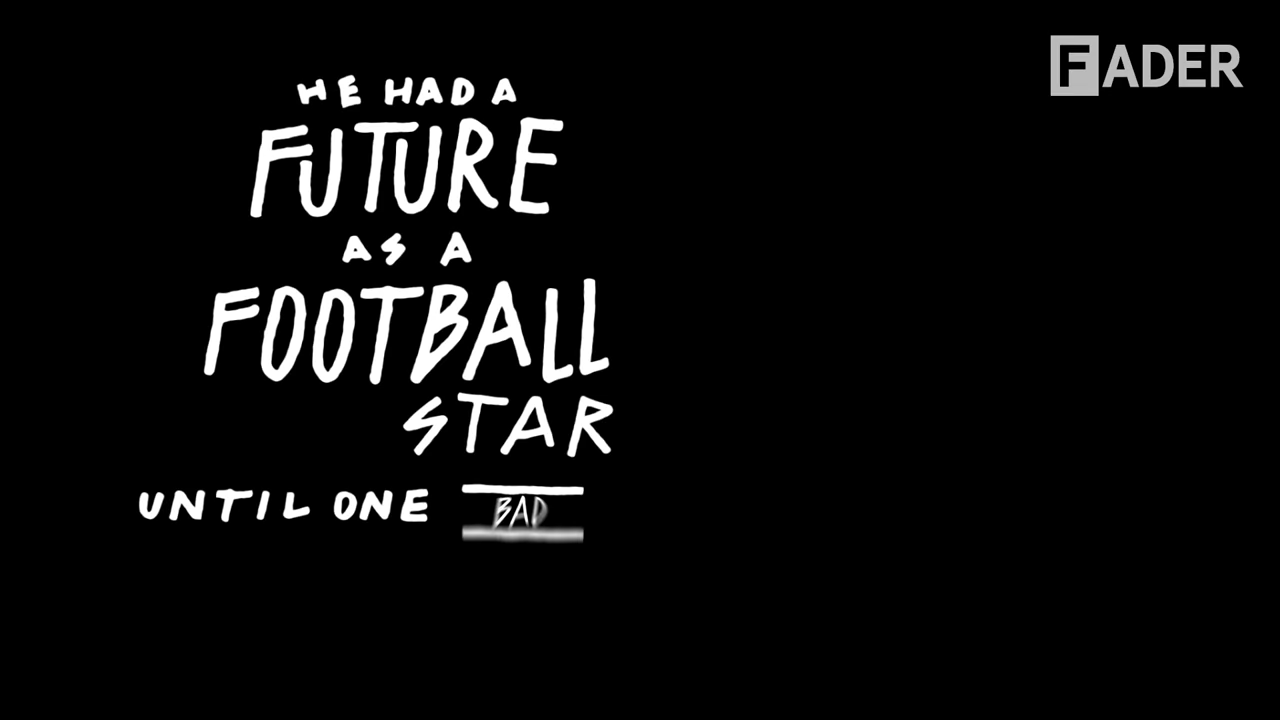 FADER
HE HAD A
FUTURE
AS A
FOOTBALL
STAR
UNTIL ONE BAD